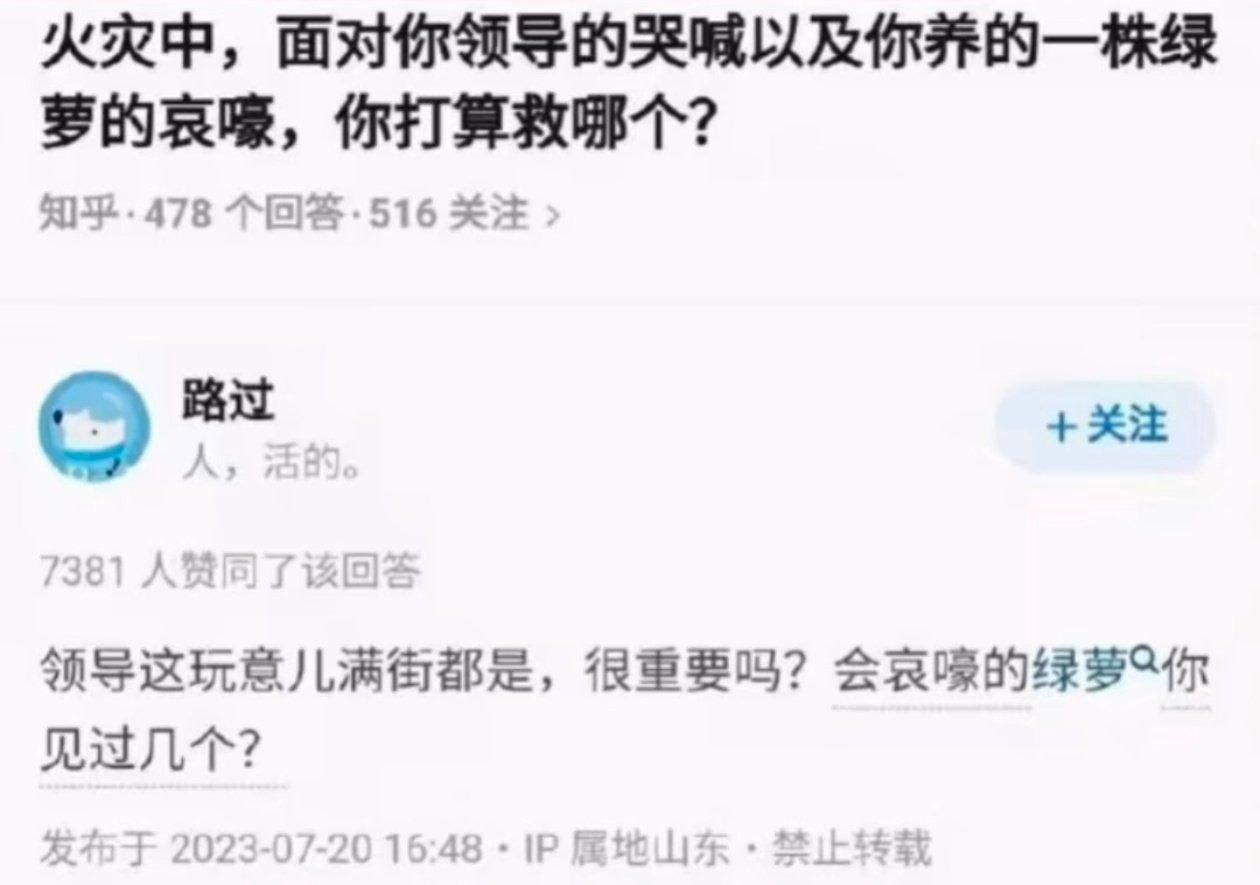 火灾中，面对你领导的哭喊以及你养的一株绿
萝的哀嚎，你打算救哪个？
知乎·478 个回答·516 关注 >
路过
人，活的。
+ 关注
7381 人赞同了该回答
领导这玩意儿满街都是，很重要吗？会哀嚎的绿萝你
见过几个？
发布于 2023-07-20 16:48・IP 属地山东・禁止转载